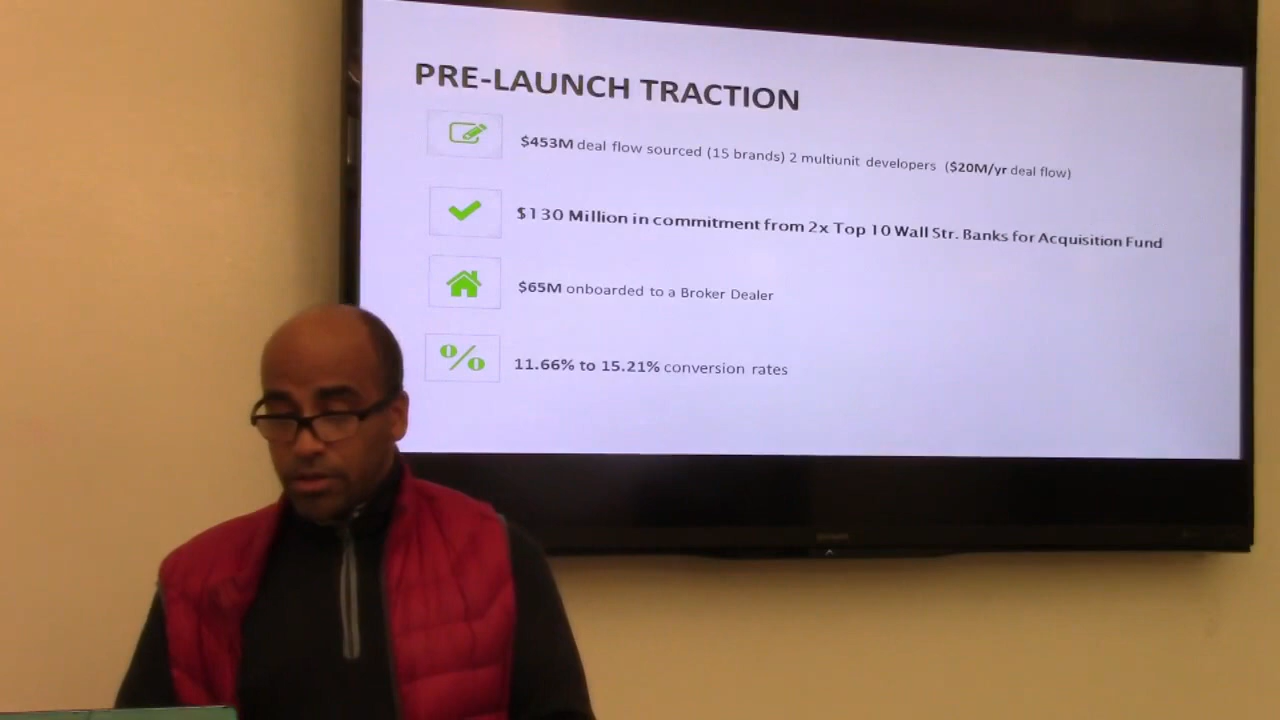 PRE-LAUNCH TRACTION
$453M deal flow sourced (15 brands) 2 multiunit developers ($20M/yr deal flow)
$130 Million in commitment from 2x Top 10 Wall Str. Banks for Acquisition Fund
$65M onboarded to a Broker Dealer
%
11.66% to 15.21% conversion rates